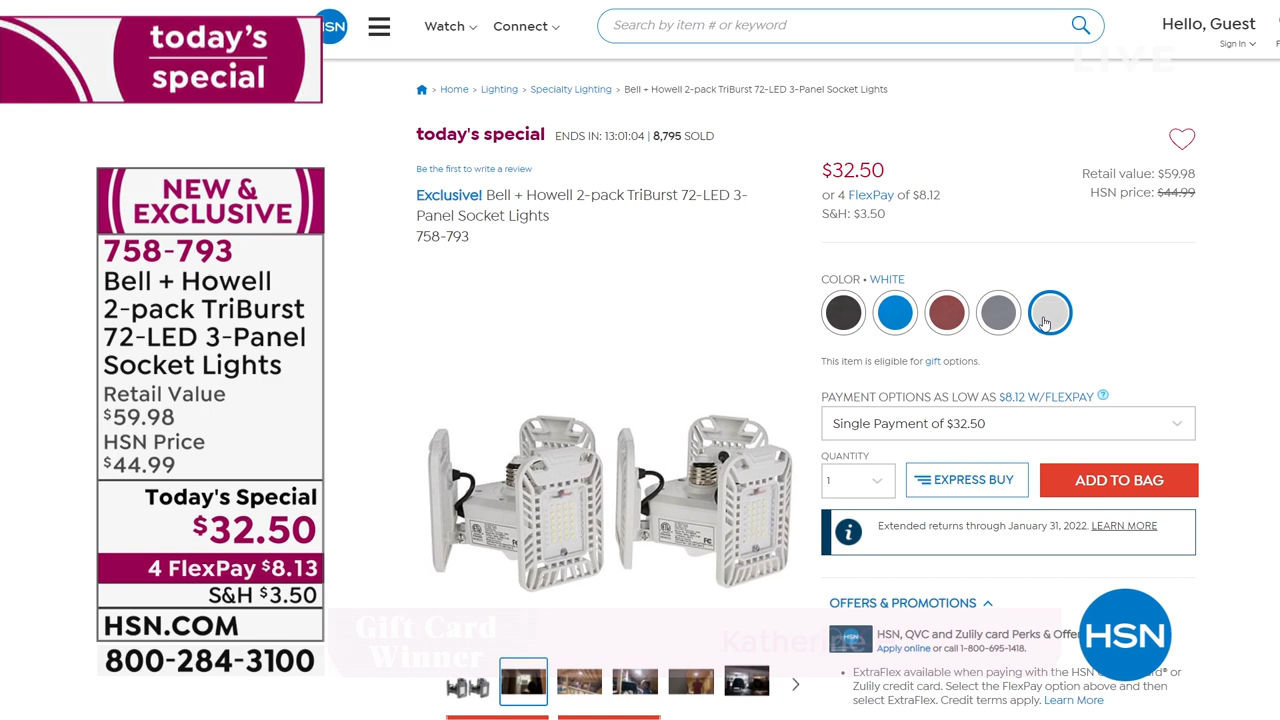 today's
special
NEW &
EXCLUSIVE
758-793
Bell + Howell
2-pack TriBurst
72-LED 3-Panel
Socket Lights
Retail Value
$59.98
HSN Price
$44.99
Today's Special
$32.50
4 FlexPay $8.13
S&H $3.50
HSN.COM
800-284-3100
HSN
Watch
Connect
Search by item # or keyword
Hello, Guest
Sign In
LIVE
> Home > Lighting > Specialty Lighting > Bell + Howell 2-pack TriBurst 72-LED 3-Panel Socket Lights
today's special ENDS IN: 13:01:04 | 8,795 SOLD
Be the first to write a review
Exclusive! Bell + Howell 2-pack TriBurst 72-LED 3-
Panel Socket Lights
758-793
$32.50
or 4 FlexPay of $8.12
S&H: $3.50
Retail value: $59.98
HSN price: $44.99
COLOR • WHITE
This item is eligible for gift options.
PAYMENT OPTIONS AS LOW AS $8.12 W/FLEXPAY ?
Single Payment of $32.50
QUANTITY
1
EXPRESS BUY
ADD TO BAG
i
Extended returns through January 31, 2022. LEARN MORE
OFFERS & PROMOTIONS
HSN, QVC and Zulily card Perks & Offe
Apply online or call 1-800-695-1418.
• ExtraFlex available when paying with the HSN
Zulily credit card. Select the FlexPay option above and then
select ExtraFlex. Credit terms apply. Learn More
HSN
Gift Card
Winner
Katherine